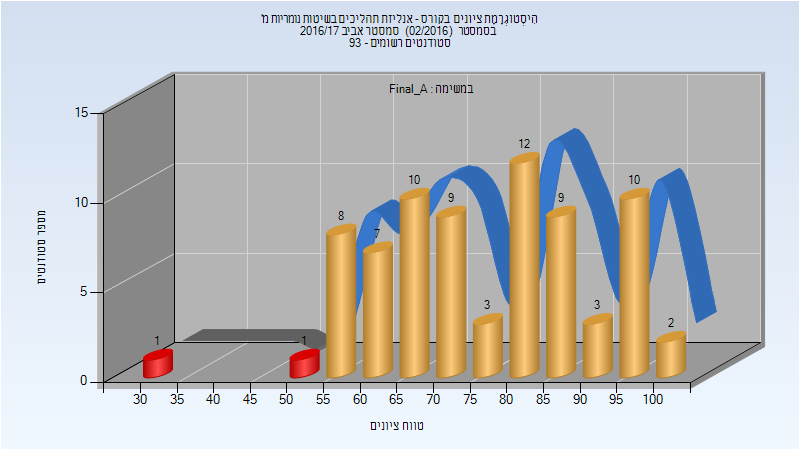 הִיסְטוֹגְרָמַת ציונים בקורס - אנליזת תהליכים בשיטות נומריות מ'
בסמסטר (02/2016) סמסטר אביב 2016/17
סטודנטים רשומים - 93
במשימה : Final_A
מספר סטודנטים
15
10
5
0
1
1
8
7
10
9
3
12
9
3
10
2
30 35 40 45 50 55 60 65 70 75 80 85 90 95 100
טווח ציונים